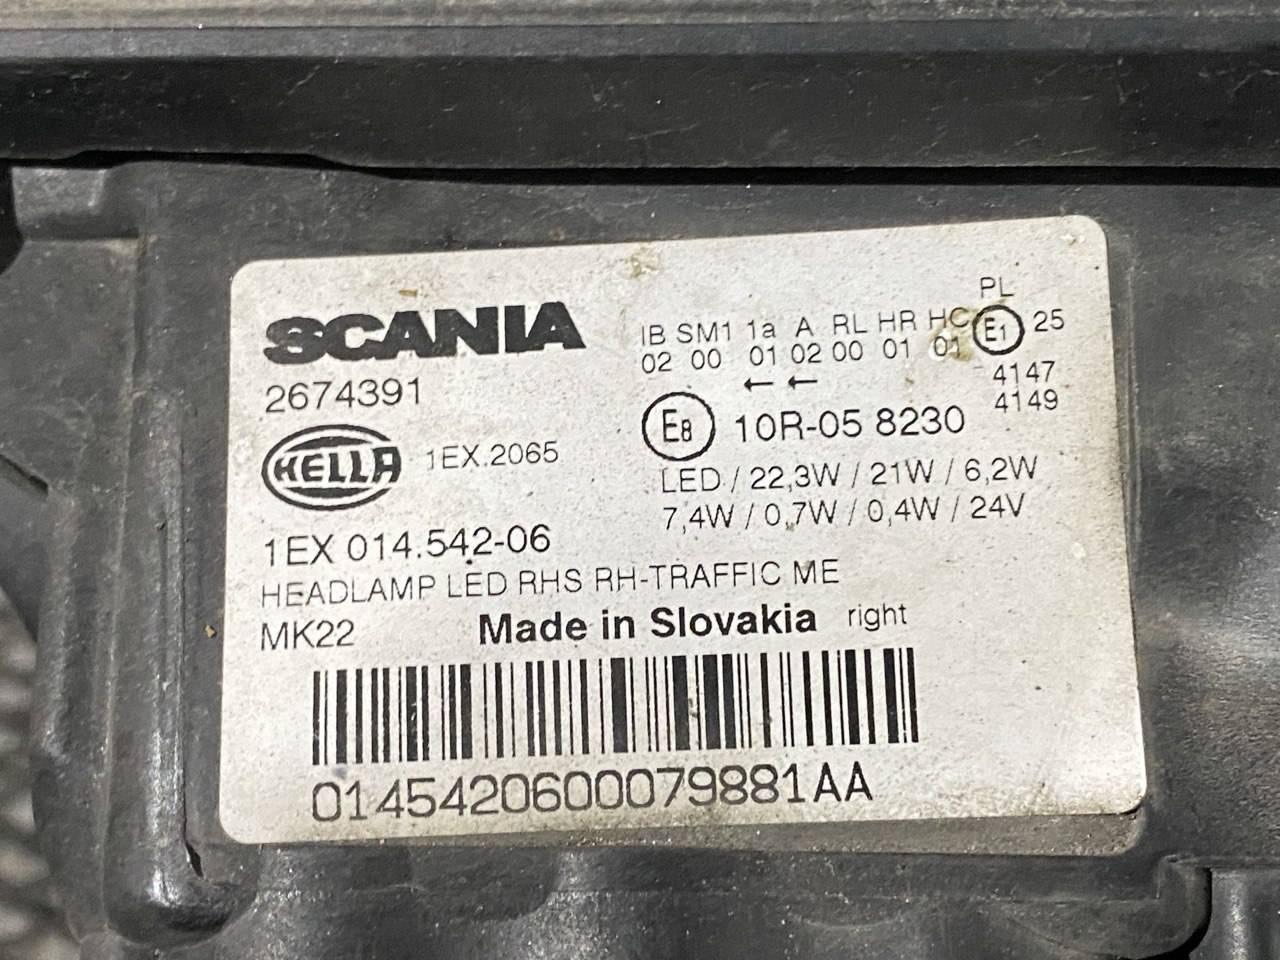 SCANIA
2674391
HELLA 1EX.2065
1EX 014.542-06
HEADLAMP LED RHS RH-TRAFFIC ME
MK22 Made in Slovakia right
PL
IB SM1 1a A RL HR HC E1 25
02 00 01 02 00 01 01
← ←
4147
4149
E8 10R-05 8230
LED / 22,3W / 21W / 6,2W
7,4W / 0,7W / 0,4W / 24V
0145420600079881AA